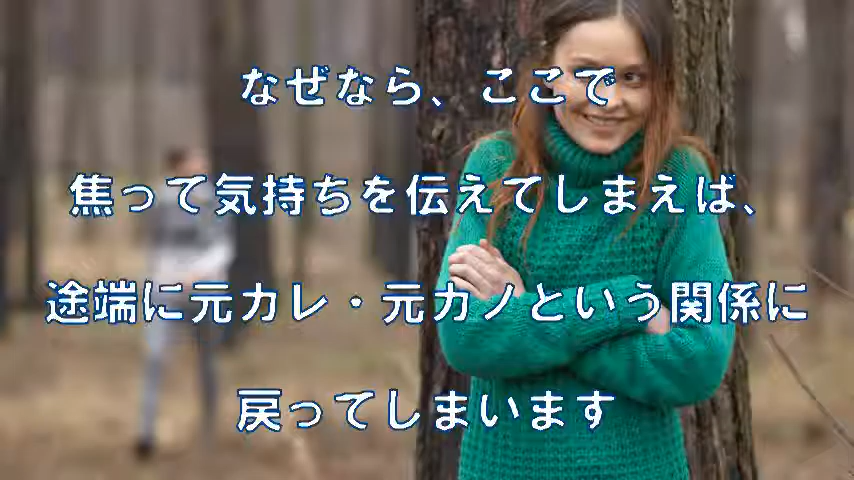 なぜなら、ここで
焦って気持ちを伝えてしまえば、
途端に元カレ・元カノという関係に
戻ってしまいます